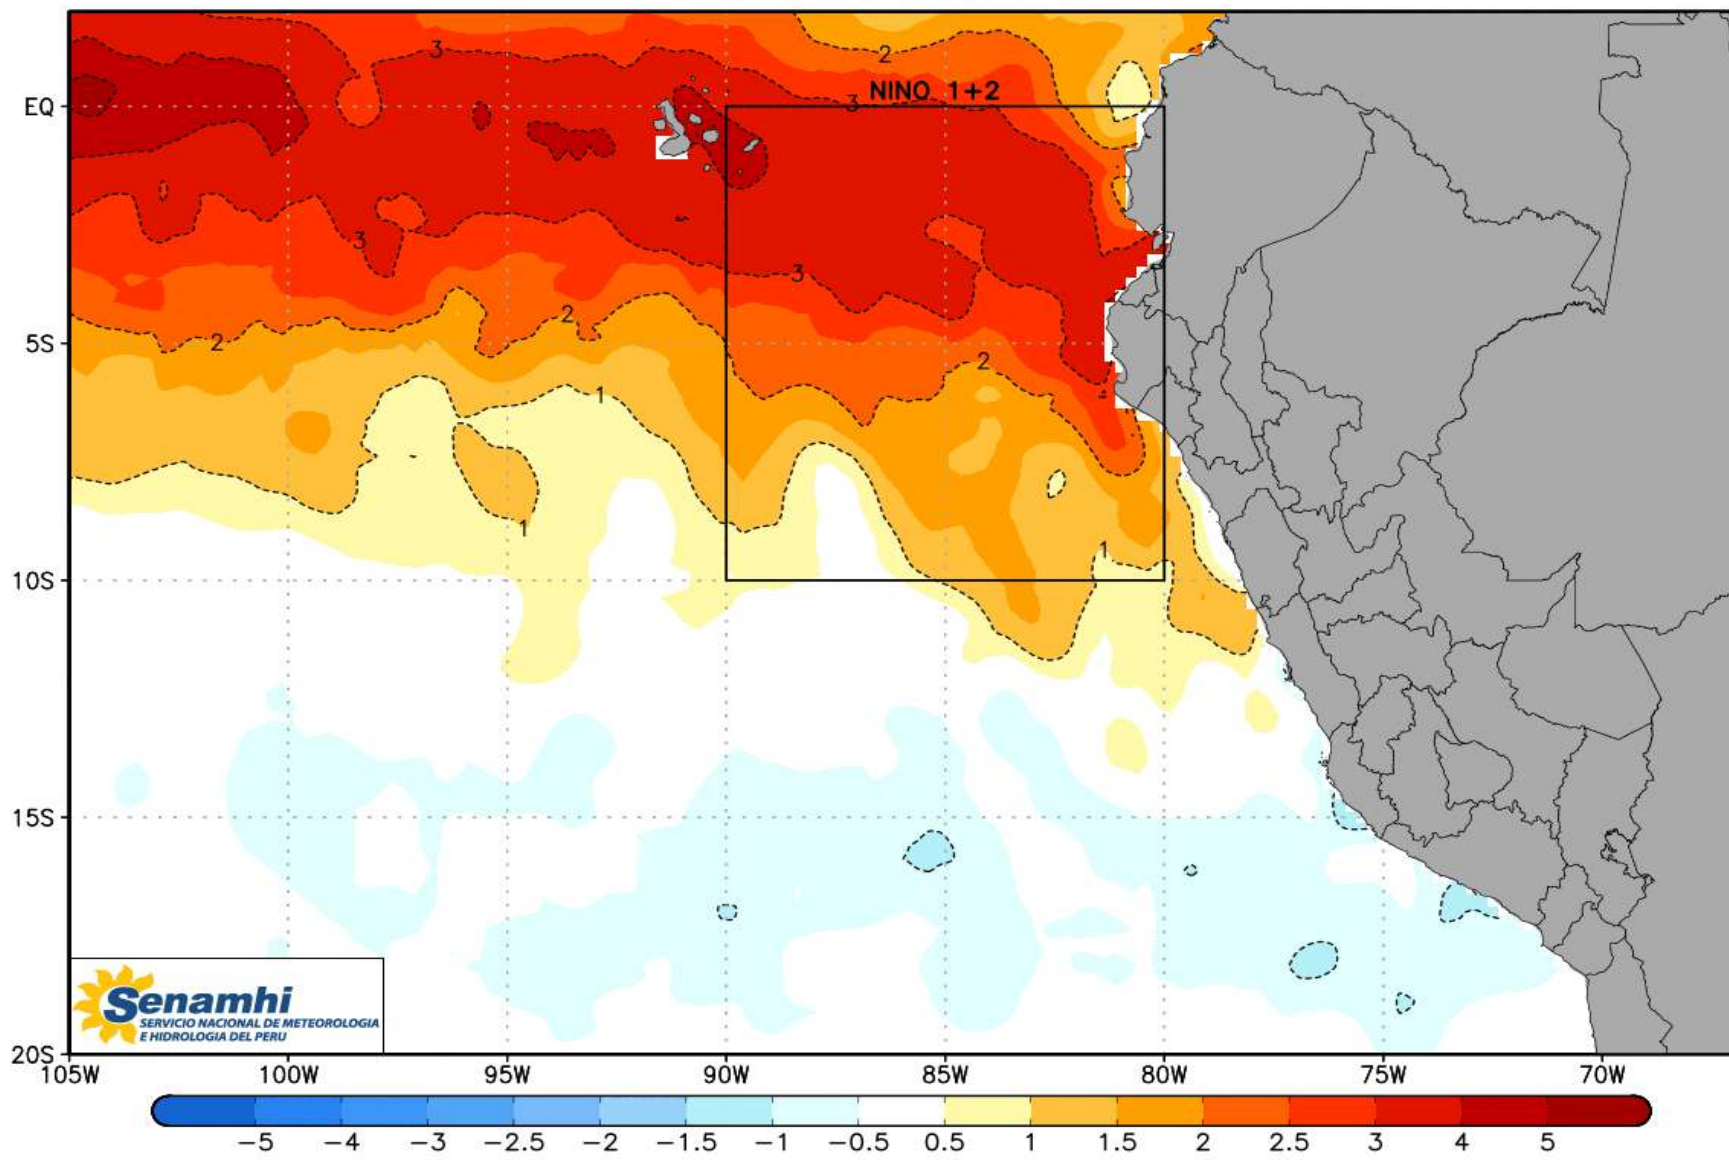 3
2
NINO 1+2
3
EQ
3
3
2
2
5S
2
1
1
1
10S
15S
Senamhi
SERVICIO NACIONAL DE METEOROLOGIA
E HIDROLOGIA DEL PERU
20S
105W 100W 95W 90W 85W 80W 75W 70W
−5 −4 −3 −2.5 −2 −1.5 −1 −0.5 0.5 1 1.5 2 2.5 3 4 5